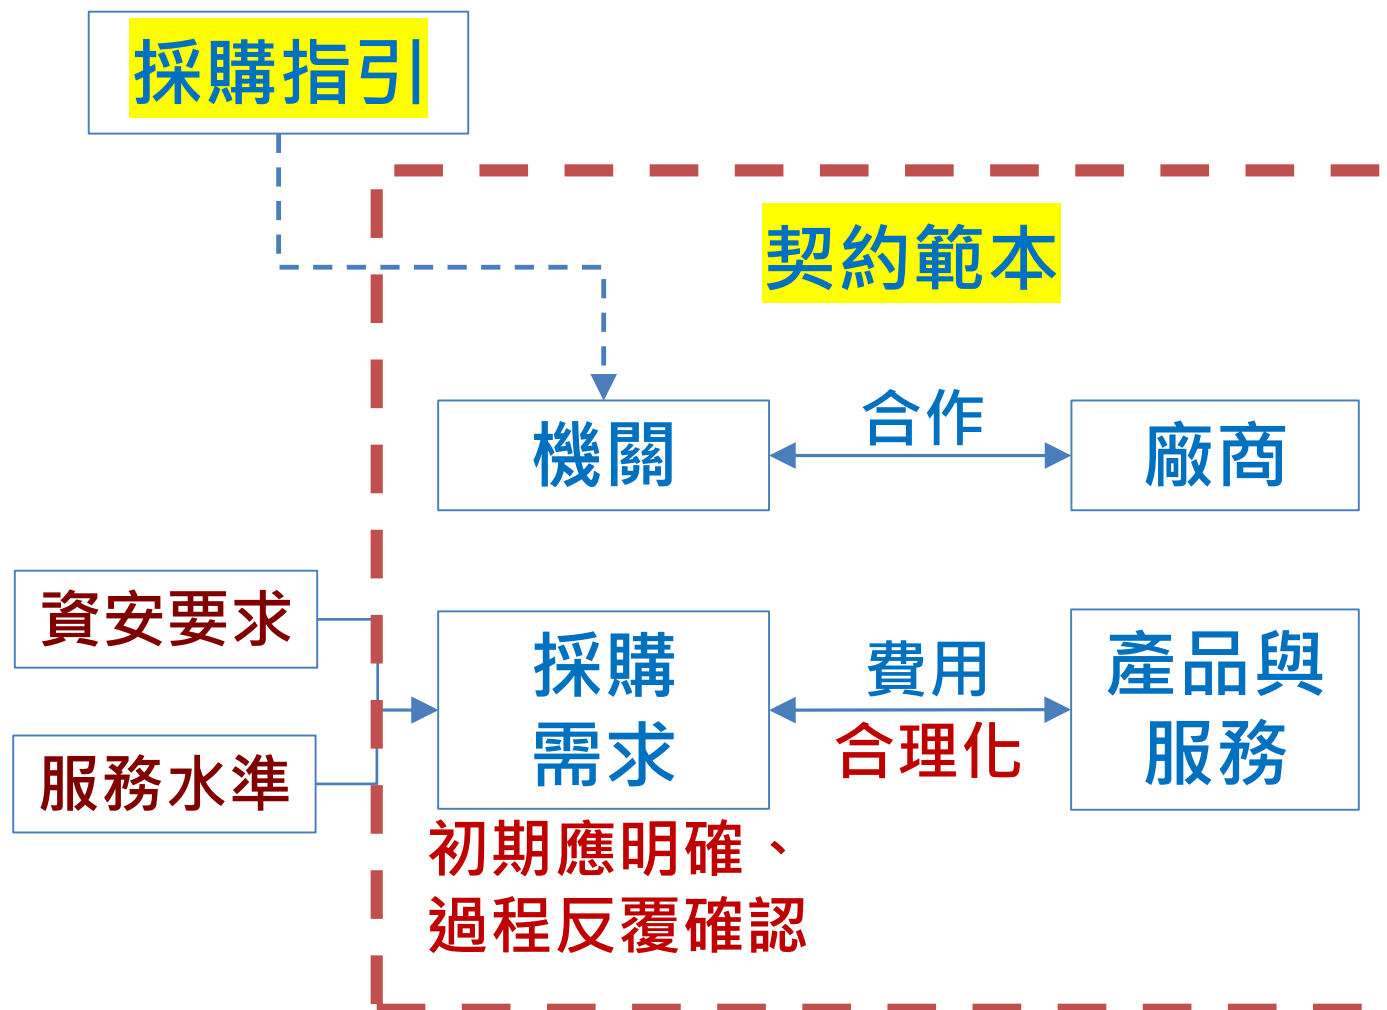 採購指引
契約範本
機關
合作
廠商
資安要求
服務水準
採購
需求
費用
合理化
產品與
服務
初期應明確、
過程反覆確認